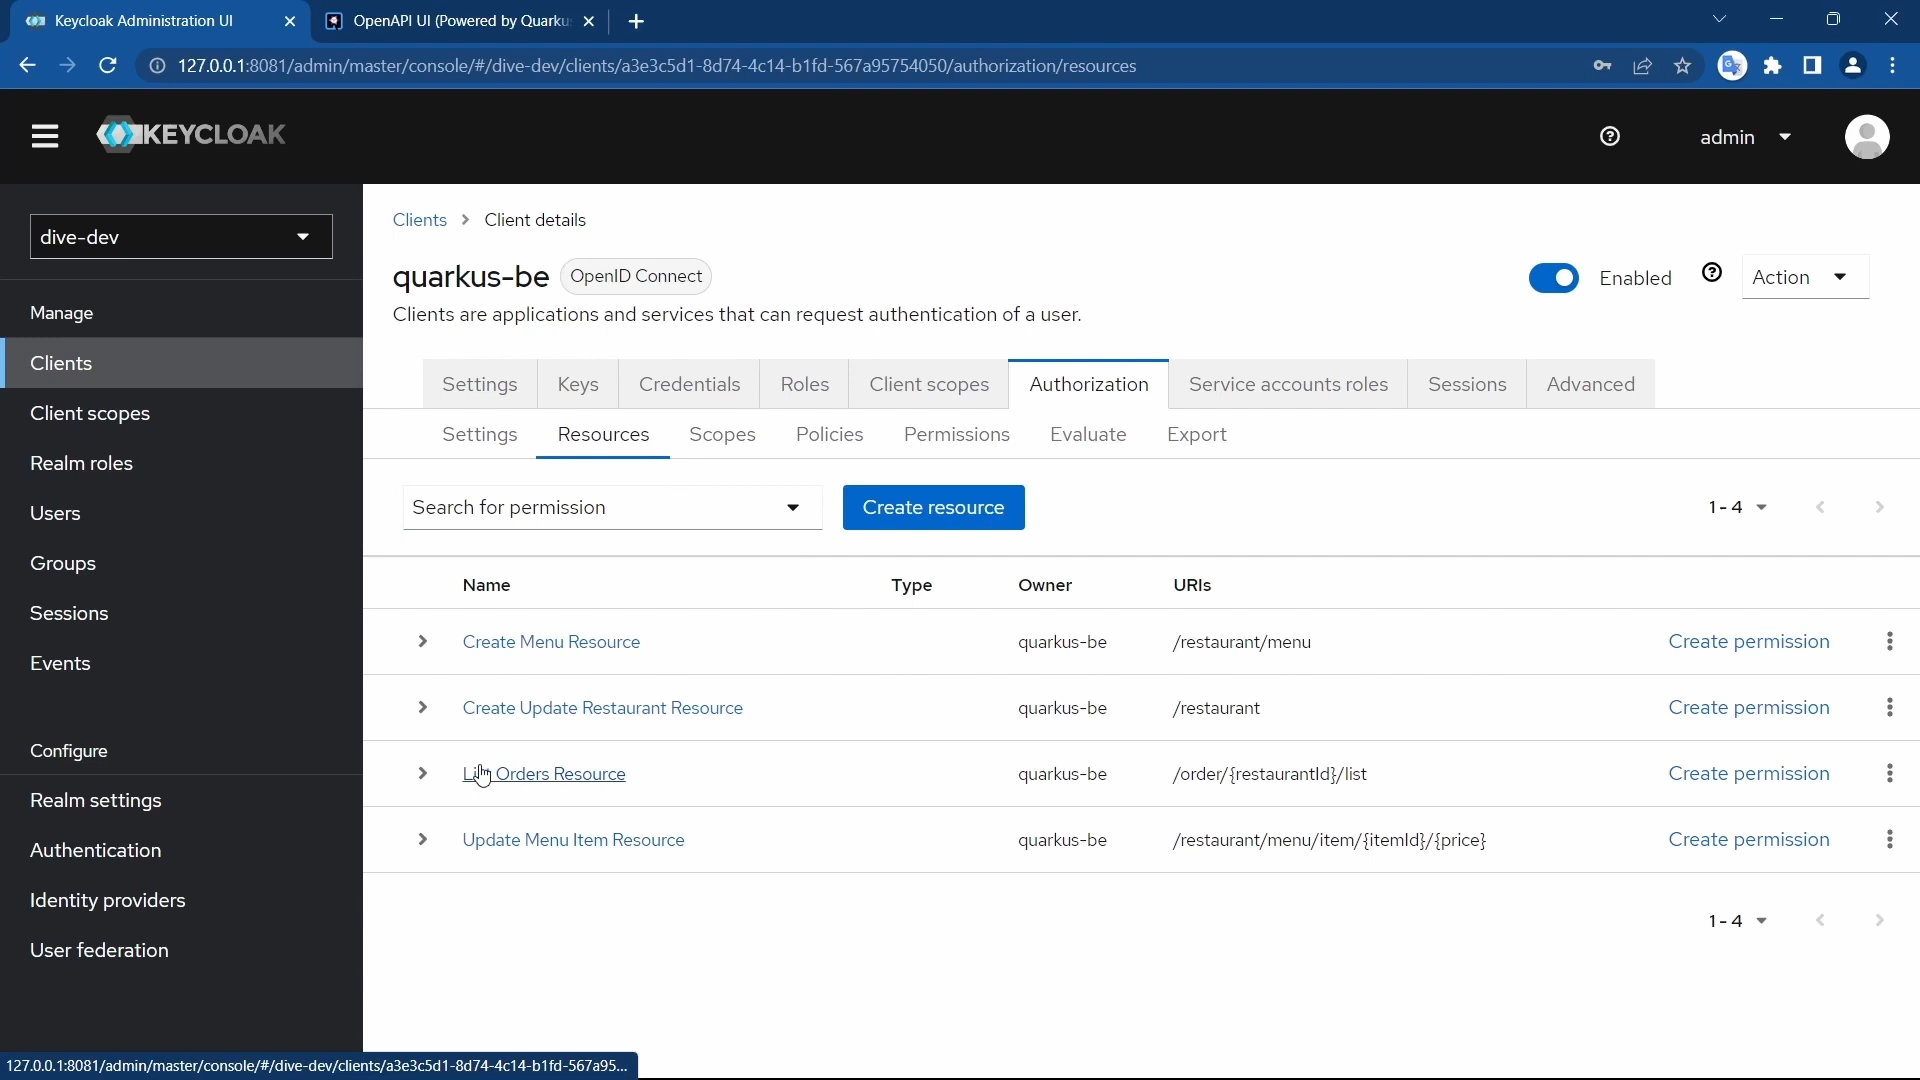 Keycloak Administration UI
OpenAPI UI (Powered by Quarku
127.0.0.1:8081/admin/master/console/#/dive-dev/clients/a3e3c5d1-8d74-4c14-b1fd-567a95754050/authorization/resources
KEYCLOAK
admin
dive-dev
Manage
Clients
Client scopes
Realm roles
Users
Groups
Sessions
Events
Configure
Realm settings
Authentication
Identity providers
User federation
Clients > Client details
quarkus-be OpenID Connect
Enabled
Action
Clients are applications and services that can request authentication of a user.
Settings Keys Credentials Roles Client scopes Authorization Service accounts roles Sessions Advanced
Settings Resources Scopes Policies Permissions Evaluate Export
Search for permission Create resource 1 - 4
Name Type Owner URIs
Create Menu Resource quarkus-be /restaurant/menu Create permission
Create Update Restaurant Resource quarkus-be /restaurant Create permission
Orders Resource quarkus-be /order/{restaurantId}/list Create permission
Update Menu Item Resource quarkus-be /restaurant/menu/item/{itemId}/{price} Create permission
1 - 4
127.0.0.1:8081/admin/master/console/#/dive-dev/clients/a3e3c5d1-8d74-4c14-b1fd-567a95...